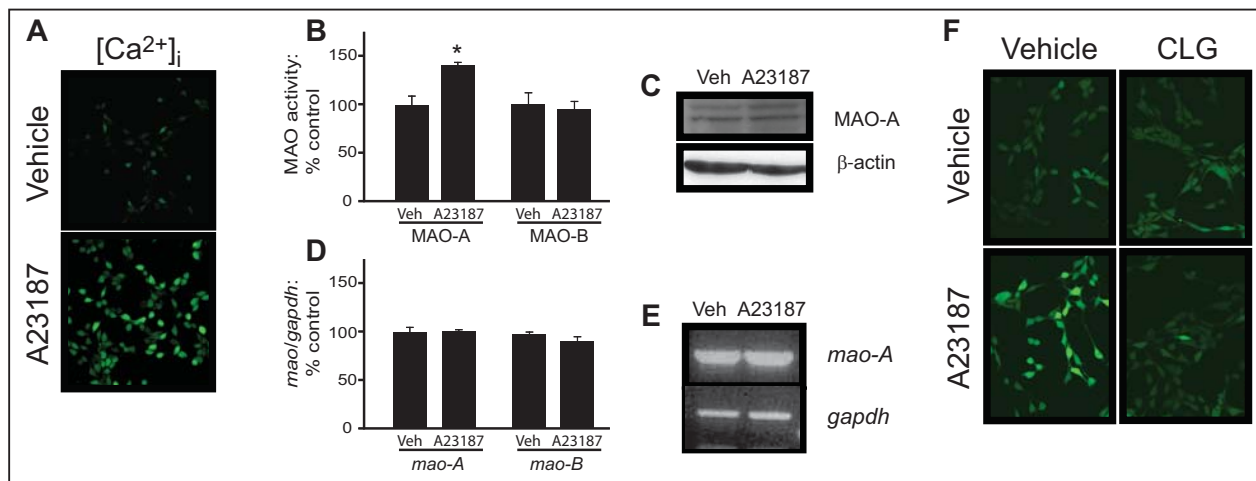 A
[Ca²⁺]ᵢ
Vehicle
A23187
B
MAO activity:
% control
150
100
50
0
Veh A23187 Veh A23187
MAO-A MAO-B
C
Veh A23187
MAO-A
β-actin
D
mao/gapdh:
% control
150
100
50
0
Veh A23187 Veh A23187
mao-A mao-B
E
Veh A23187
mao-A
gapdh
F
Vehicle CLG
Vehicle
A23187
*